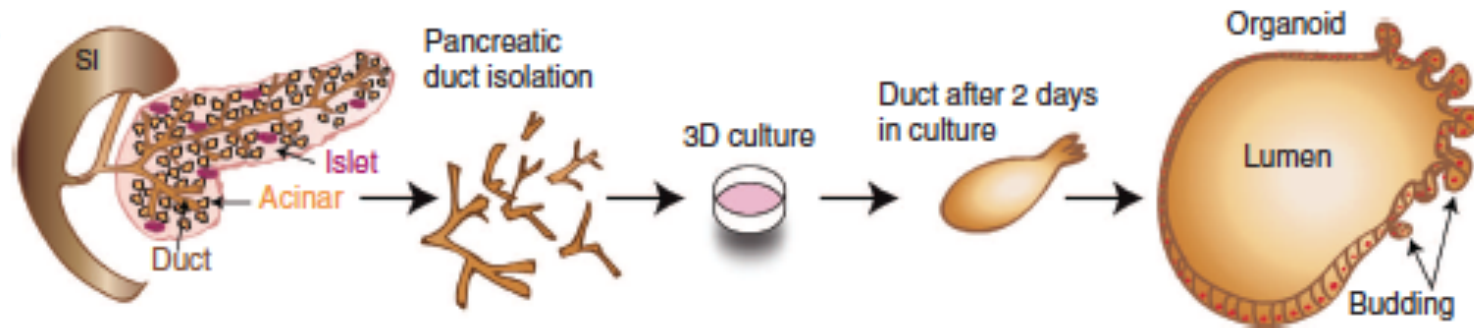 SI
Islet
Acinar
Duct
Pancreatic
duct isolation
3D culture
Duct after 2 days
in culture
Organoid
Lumen
Budding